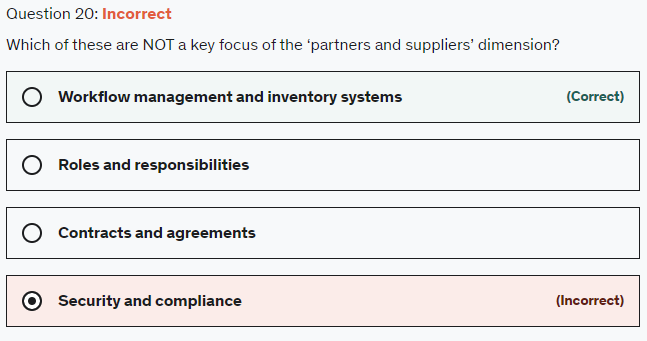 Question 20: Incorrect
Which of these are NOT a key focus of the ‘partners and suppliers’ dimension?
Workflow management and inventory systems (Correct)
Roles and responsibilities
Contracts and agreements
Security and compliance (Incorrect)